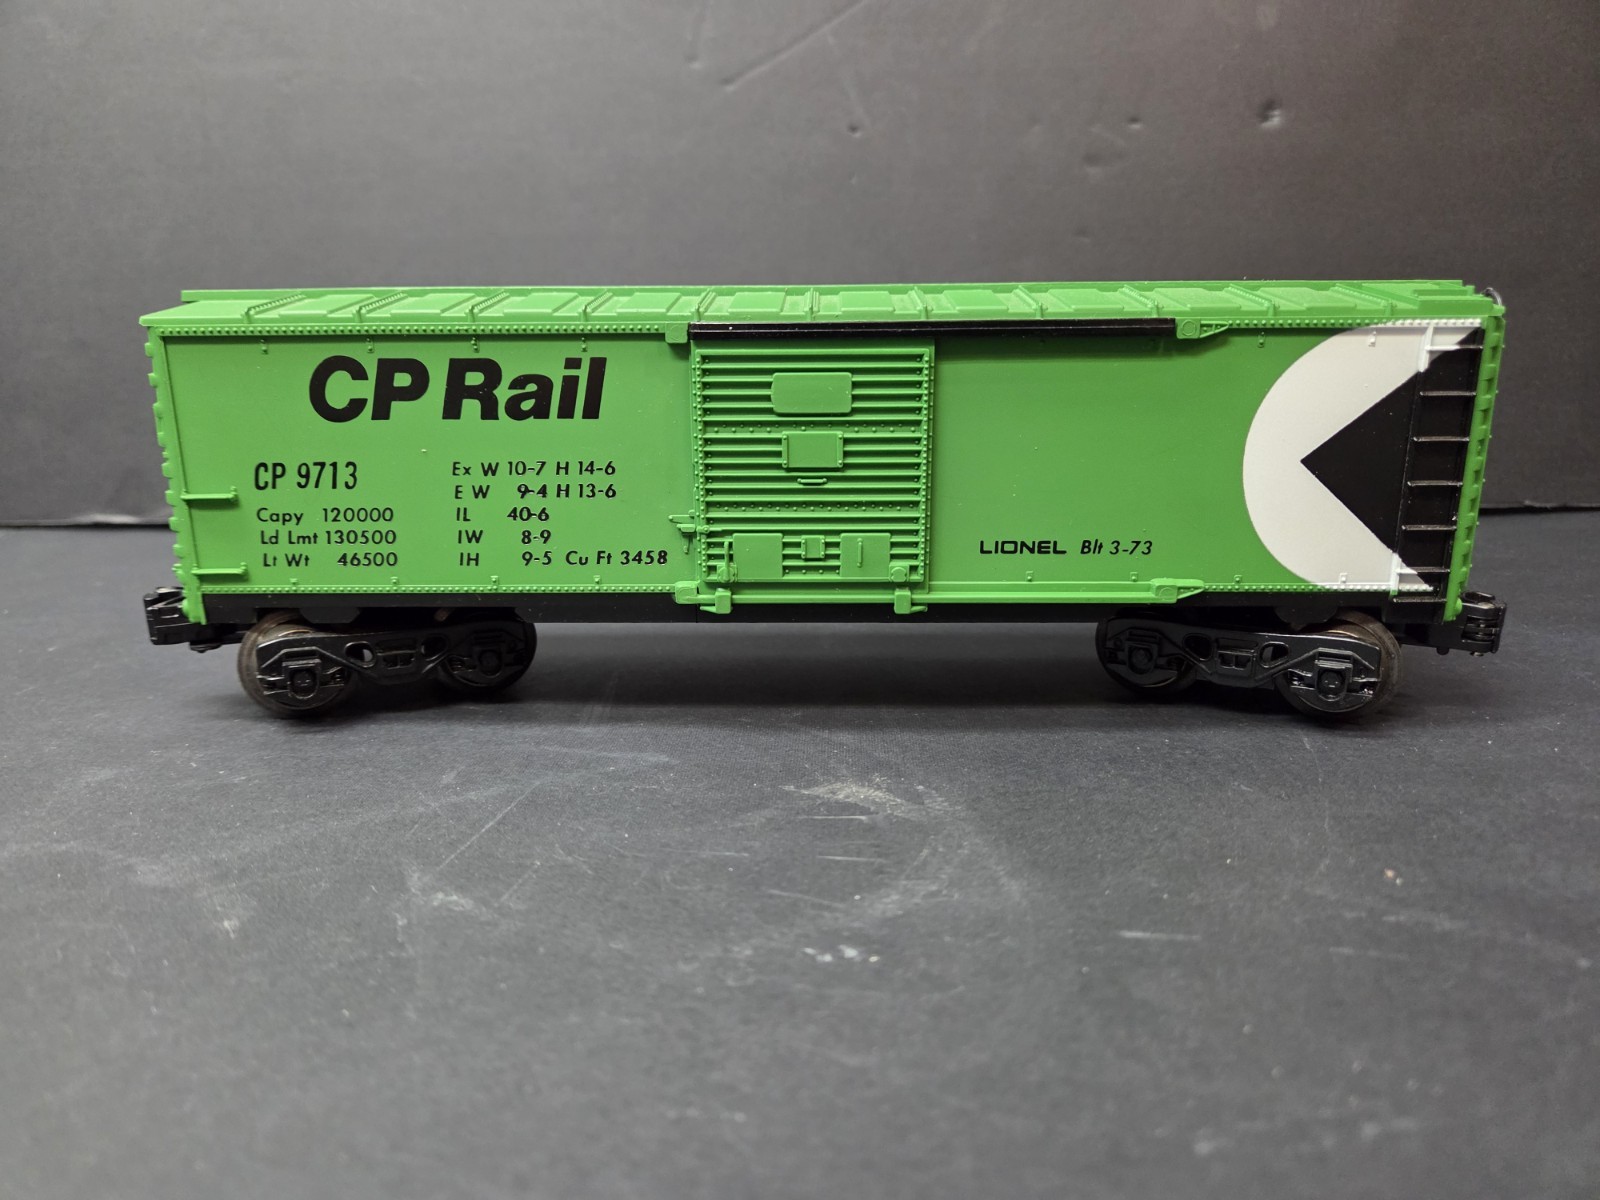 CP Rail
CP 9713
Capy 120000
Ld Lmt 130500
Lt Wt 46500
Ex W 10-7 H 14-6
E W 9-4 H 13-6
IL 40-6
IW 8-9
IH 9-5 Cu Ft 3458
LIONEL Blt 3-73